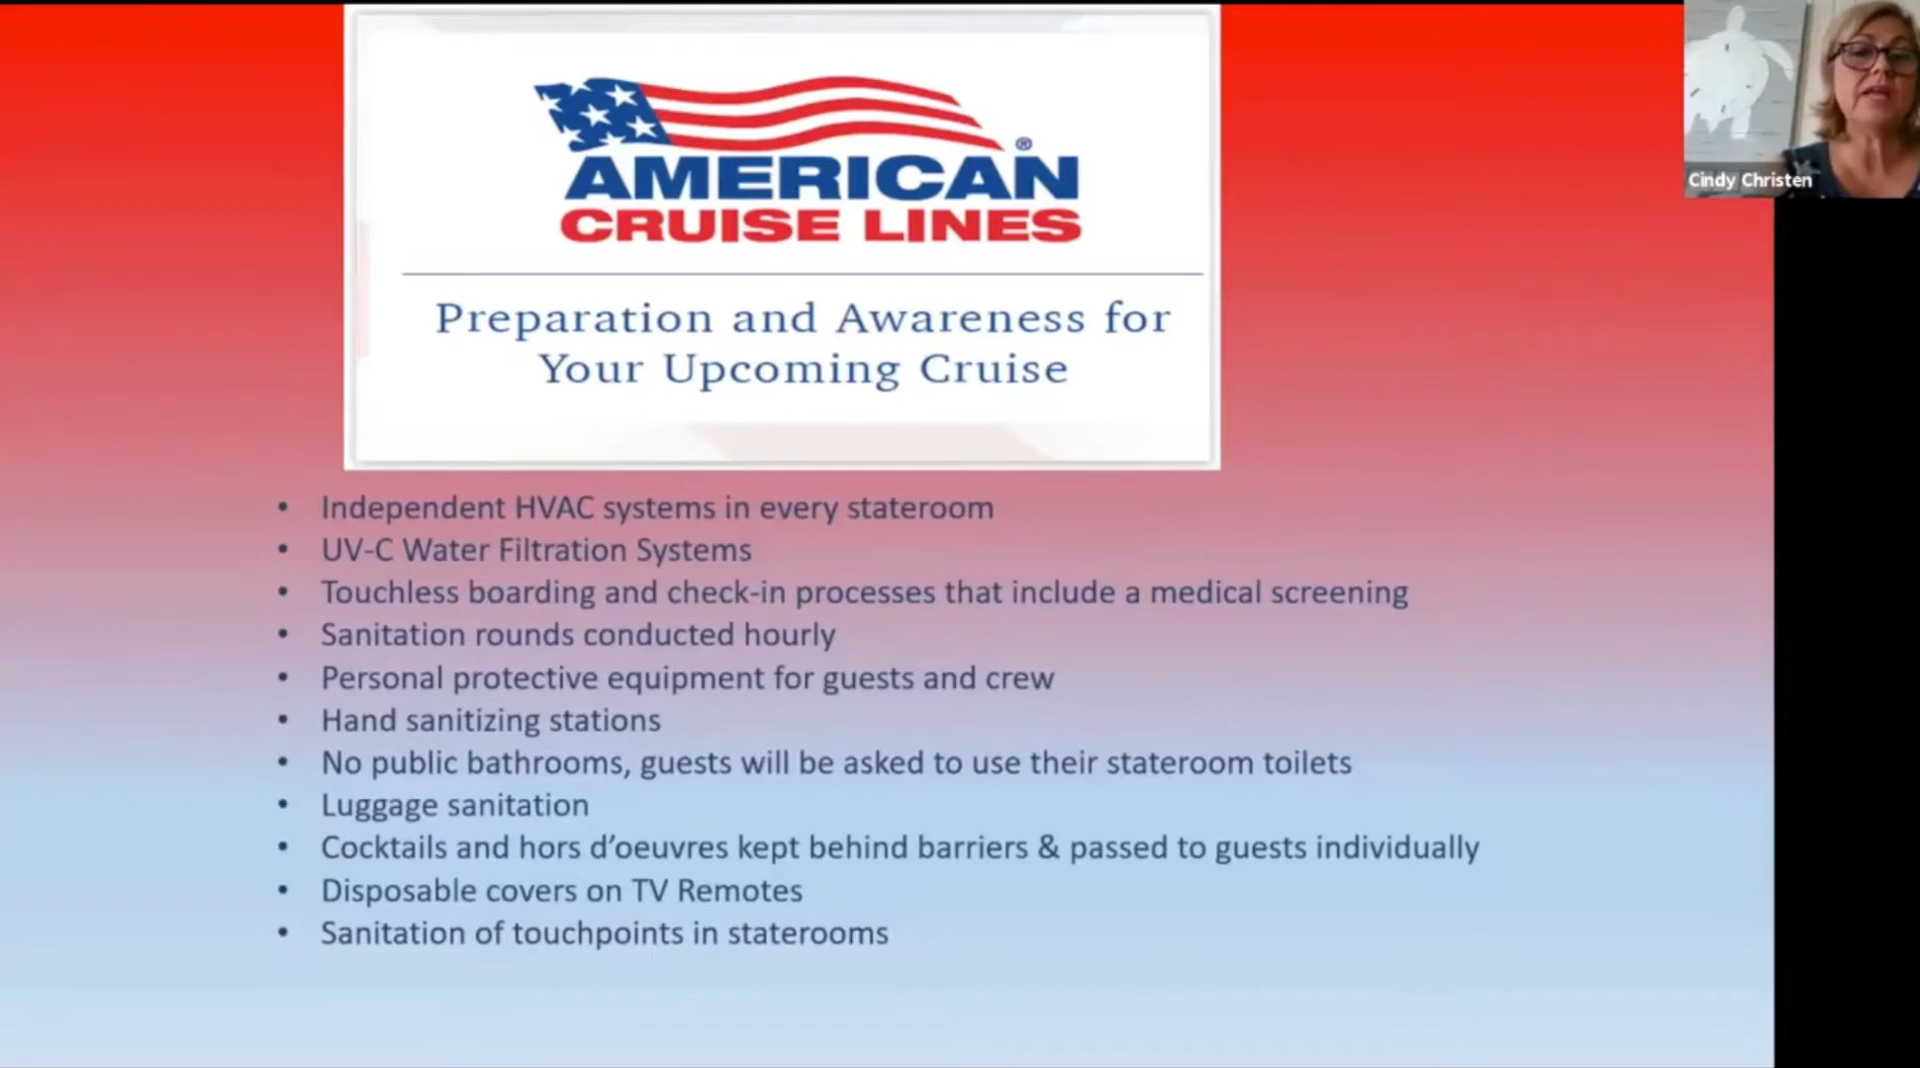 ®
AMERICAN
CRUISE LINES
Preparation and Awareness for
Your Upcoming Cruise
Cindy Christen
• Independent HVAC systems in every stateroom
• UV-C Water Filtration Systems
• Touchless boarding and check-in processes that include a medical screening
• Sanitation rounds conducted hourly
• Personal protective equipment for guests and crew
• Hand sanitizing stations
• No public bathrooms, guests will be asked to use their stateroom toilets
• Luggage sanitation
• Cocktails and hors d’oeuvres kept behind barriers & passed to guests individually
• Disposable covers on TV Remotes
• Sanitation of touchpoints in staterooms